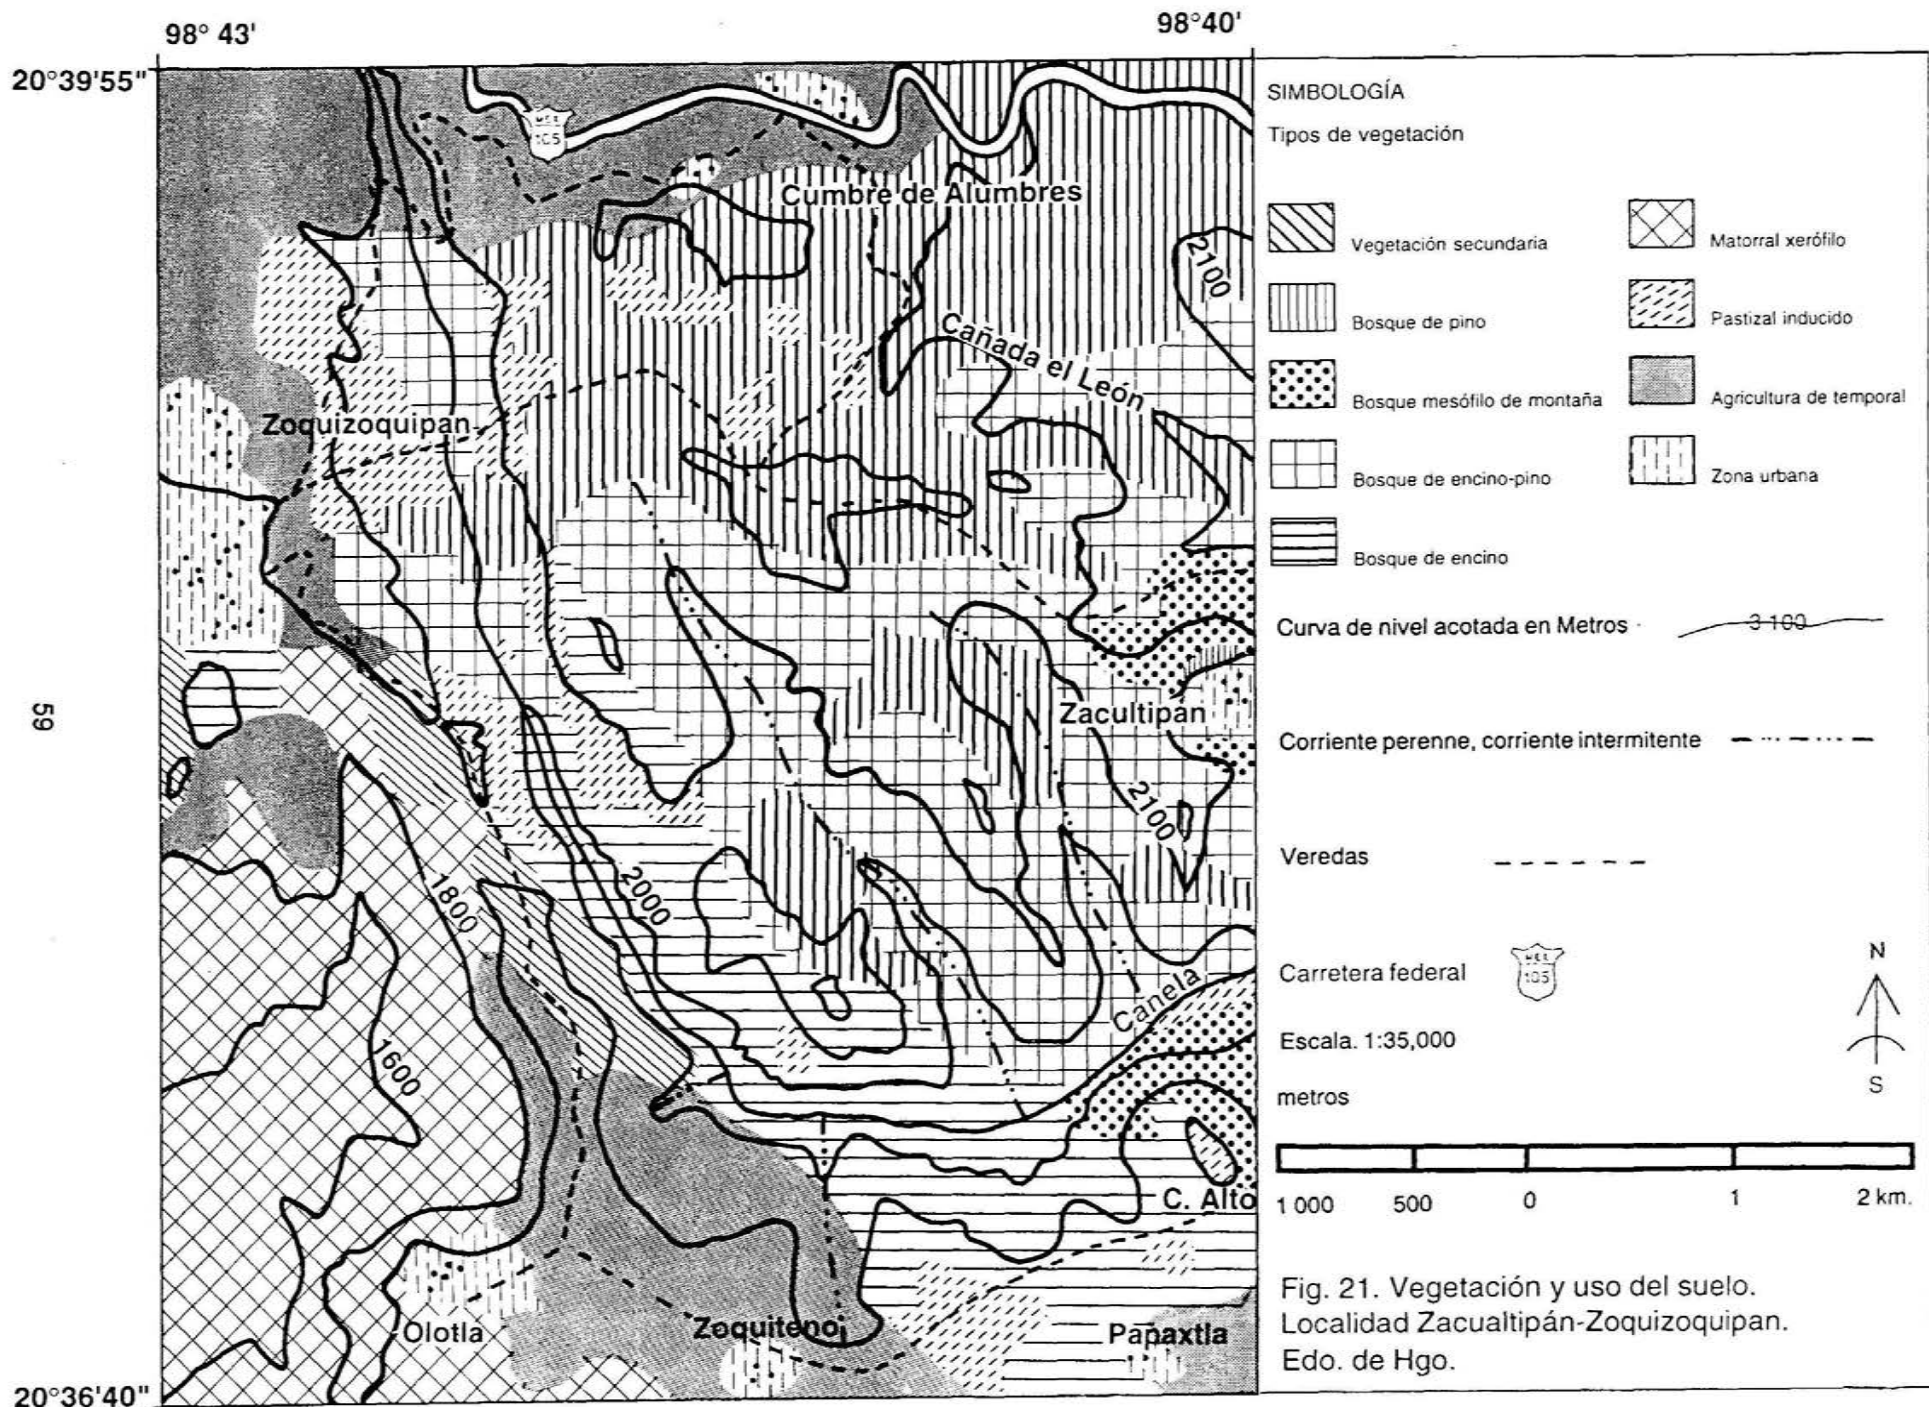 98° 43'
98°40'
20°39'55"
MEX
105
Cumbre de Alumbres
2100
Cañada el León
Zoquizoquipan
Zacultipán
2100
2000
1800
1600
Canela
C. Alto
Olotla
Zoquiteno
Papaxtla
20°36'40"
59
SIMBOLOGÍA
Tipos de vegetación
Vegetación secundaria
Matorral xerófilo
Bosque de pino
Pastizal inducido
Bosque mesófilo de montaña
Agricultura de temporal
Bosque de encino-pino
Zona urbana
Bosque de encino
Curva de nivel acotada en Metros
3 100
Corriente perenne, corriente intermitente
Veredas
Carretera federal
MEX
105
N
S
Escala. 1:35,000
metros
1 000 500 0 1 2 km.
Fig. 21. Vegetación y uso del suelo.
Localidad Zacualtipán-Zoquizoquipan.
Edo. de Hgo.